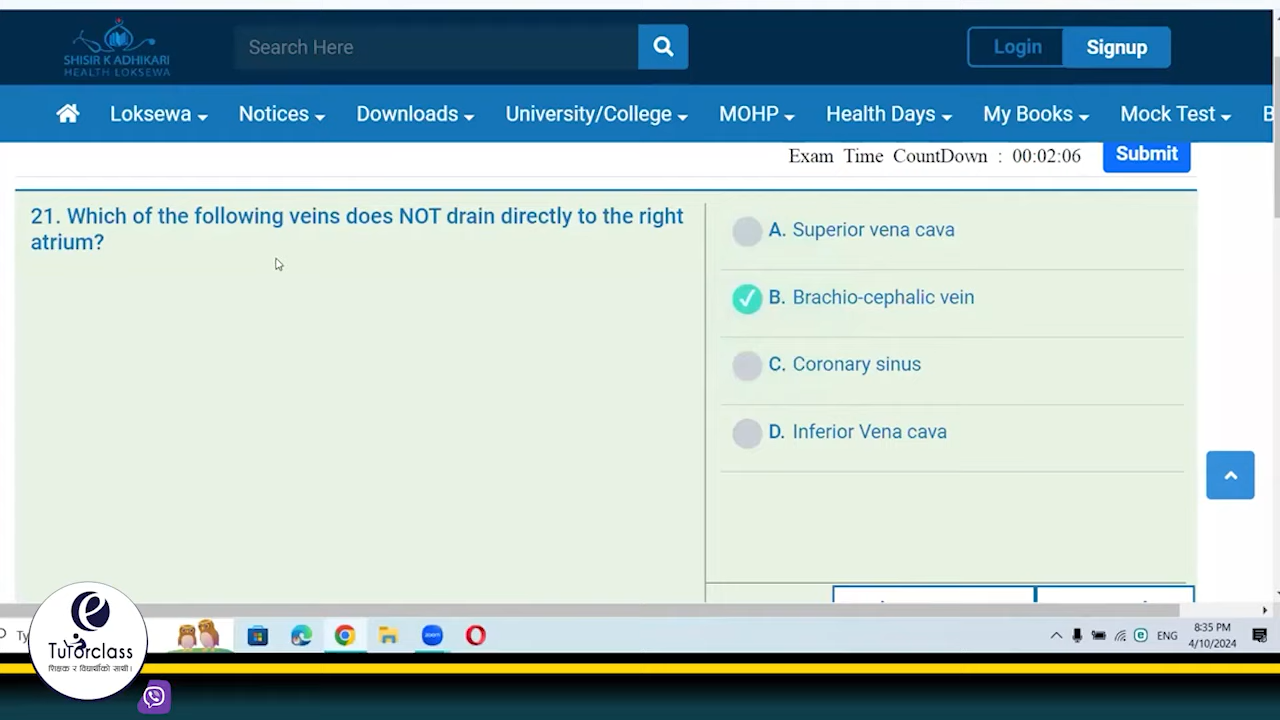 SHISIR K ADHIKARI
HEALTH LOKSEWA
Search Here
Login
Signup
Loksewa
Notices
Downloads
University/College
MOHP
Health Days
My Books
Mock Test
B
Exam Time CountDown : 00:02:06
Submit
21. Which of the following veins does NOT drain directly to the right
atrium?
A. Superior vena cava
B. Brachio-cephalic vein
C. Coronary sinus
D. Inferior Vena cava
Ty
zoom
ENG
8:35 PM
4/10/2024
e
Tutorclass
शिक्षक र विद्यार्थीको साथी।